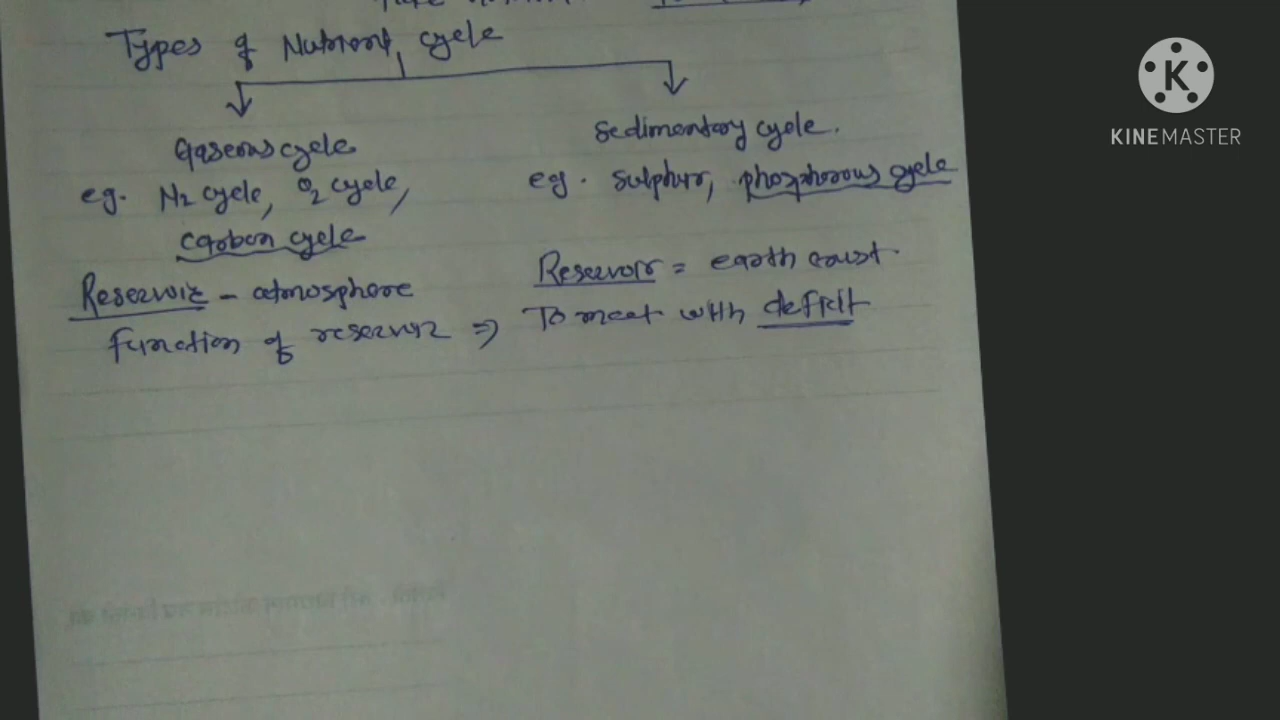 Types of Nutrient cycle
Gaseous cycle
eg. N2 cycle, O2 cycle,
carbon cycle
Reservoir - atmosphere
Sedimentary cycle.
eg. sulphur, phosphorous cycle
Reservoir = earth crust.
function of reservoir => To meet with deficit
KINEMASTER